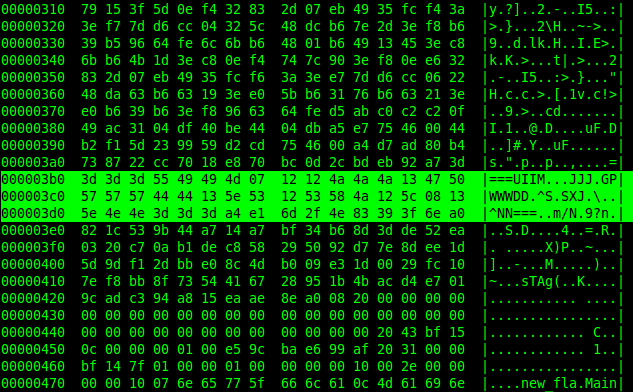 00000310  79 15 3f 5d 0e f4 32 83  2d 07 eb 49 35 fc f4 3a  |y.?]..2.-..I5..:|
00000320  3e f7 7d d6 cc 04 32 5c  48 dc b6 7e 2d 3e f8 b6  |>.}...2\H..~->..|
00000330  39 b5 96 64 fe 6c 6b b6  48 01 b6 49 13 45 3e c8  |9..d.lk.H..I.E>.|
00000340  6b b6 4b 1d 3e c8 0e f4  74 7c 90 3e f8 0e e6 32  |k.K.>...t|.>...2|
00000350  83 2d 07 eb 49 35 fc f6  3a 3e e7 7d d6 cc 06 22  |.-..I5..:>.}..."|
00000360  48 da 63 b6 63 19 3e e0  5b b6 31 76 b6 63 21 3e  |H.c.c.>.[.1v.c!>|
00000370  e0 b6 39 b6 3e f8 96 63  64 fe d5 ab c0 c2 c2 0f  |..9.>..cd.......|
00000380  49 ac 31 04 df 40 be 44  04 db a5 e7 75 46 00 44  |I.1..@.D....uF.D|
00000390  b2 f1 5d 23 99 59 d2 cd  75 46 00 a4 d7 ad 80 b4  |..]#.Y..uF......|
000003a0  73 87 22 cc 70 18 e8 70  bc 0d 2c bd eb 92 a7 3d  |s.".p..p..,....=|
000003b0  3d 3d 3d 55 49 49 4d 07  12 12 4a 4a 4a 13 47 50  |===UIIM...JJJ.GP|
000003c0  57 57 57 44 44 13 5e 53  12 53 58 4a 12 5c 08 13  |WWWDD.^S.SXJ.\..|
000003d0  5e 4e 4e 3d 3d 3d a4 e1  6d 2f 4e 83 39 3f 6e a0  |^NN===..m/N.9?n.|
000003e0  82 1c 53 9b 44 a7 14 a7  bf 34 b6 8d 3d de 52 ea  |..S.D....4..=.R.|
000003f0  03 20 c7 0a b1 de c8 58  29 50 92 d7 7e 8d ee 1d  |. .....X)P..~...|
00000400  5d 9d f1 2d bb e0 8c 4d  b0 09 e3 1d 00 29 fc 10  |]..-...M.....)..|
00000410  7e f8 bb 8f 73 54 41 67  28 95 1b 4b ac d4 e7 01  |~...sTAg(..K....|
00000420  9c ad c3 94 a8 15 ea ae  8e a0 08 20 00 00 00 00  |........... ....|
00000430  00 00 00 00 00 00 00 00  00 00 00 00 00 00 00 00  |................|
00000440  00 00 00 00 00 00 00 00  00 00 00 00 20 43 bf 15  |............ C..|
00000450  0c 00 00 00 01 00 e5 9c  ba e6 99 af 20 31 00 00  |............ 1..|
00000460  bf 14 7f 01 00 00 01 00  00 00 00 00 10 00 2e 00  |................|
00000470  00 00 10 07 6e 65 77 5f  66 6c 61 0c 4d 61 69 6e  |....new_fla.Main|